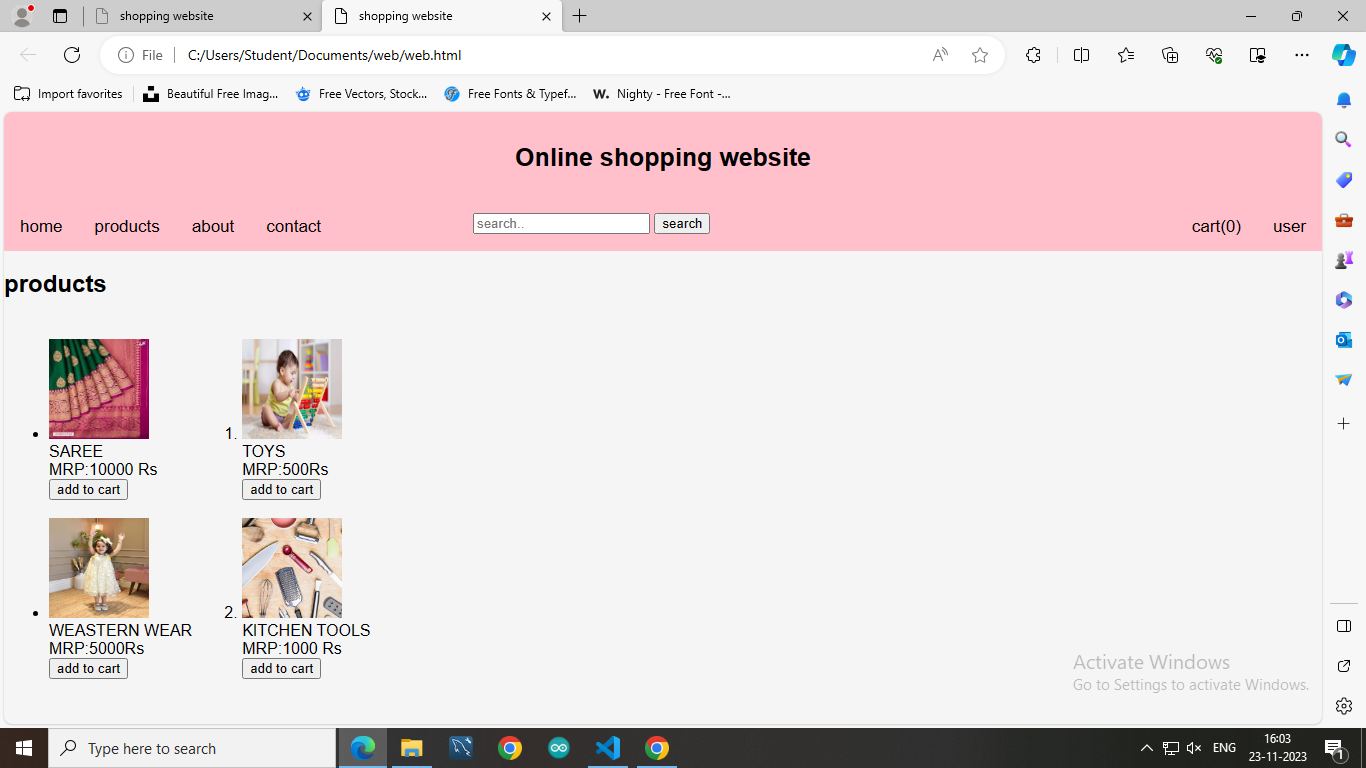 shopping website
shopping website
File
C:/Users/Student/Documents/web/web.html
Import favorites
Beautiful Free Imag...
Free Vectors, Stock...
Free Fonts & Typef...
W.
Nighty - Free Font -...
Online shopping website
home
products
about
contact
search..
search
cart(0)
user
products
SAREE
MRP:10000 Rs
add to cart
1.
TOYS
MRP:500Rs
add to cart
WEASTERN WEAR
MRP:5000Rs
add to cart
2.
KITCHEN TOOLS
MRP:1000 Rs
add to cart
Activate Windows
Go to Settings to activate Windows.
Type here to search
ENG
16:03
23-11-2023
1